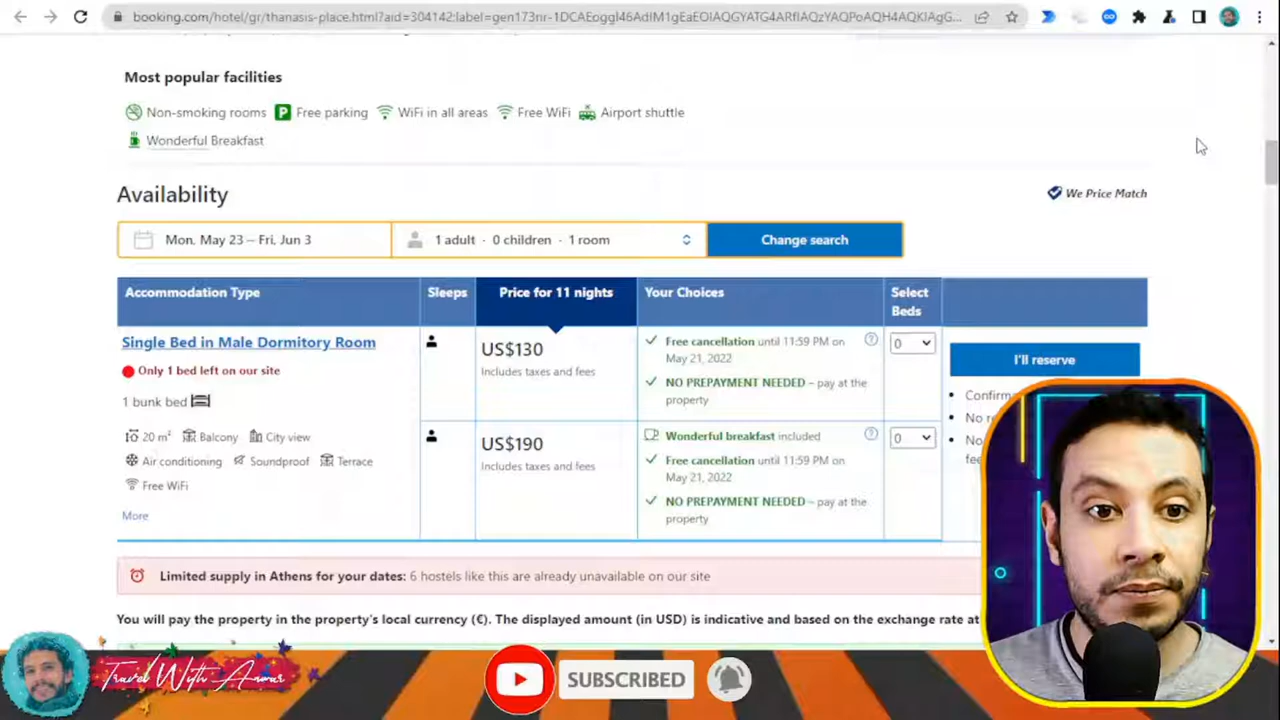 booking.com/hotel/gr/thanasis-place.html?aid=304142;label=gen173nr-1DCAEoggI46AdIM1gEaEOIAQGYATG4ARfIAQzYAQPoAQH4AQKIAgG...
Most popular facilities
Non-smoking rooms P Free parking WiFi in all areas Free WiFi Airport shuttle
Wonderful Breakfast
Availability
We Price Match
Mon, May 23 – Fri, Jun 3
1 adult · 0 children · 1 room
Change search
Accommodation Type
Sleeps
Price for 11 nights
Your Choices
Select
Beds
Single Bed in Male Dormitory Room
Only 1 bed left on our site
1 bunk bed
20 m² Balcony City view
Air conditioning Soundproof Terrace
Free WiFi
More
US$130
Includes taxes and fees
Free cancellation until 11:59 PM on
May 21, 2022
NO PREPAYMENT NEEDED – pay at the
property
0
I'll reserve
Confirm
No
No
US$190
Includes taxes and fees
Wonderful breakfast included
Free cancellation until 11:59 PM on
May 21, 2022
NO PREPAYMENT NEEDED – pay at the
property
0
Limited supply in Athens for your dates: 6 hostels like this are already unavailable on our site
You will pay the property in the property's local currency (€). The displayed amount (in USD) is indicative and based on the exchange rate at
Travel With Anwar
SUBSCRIBED